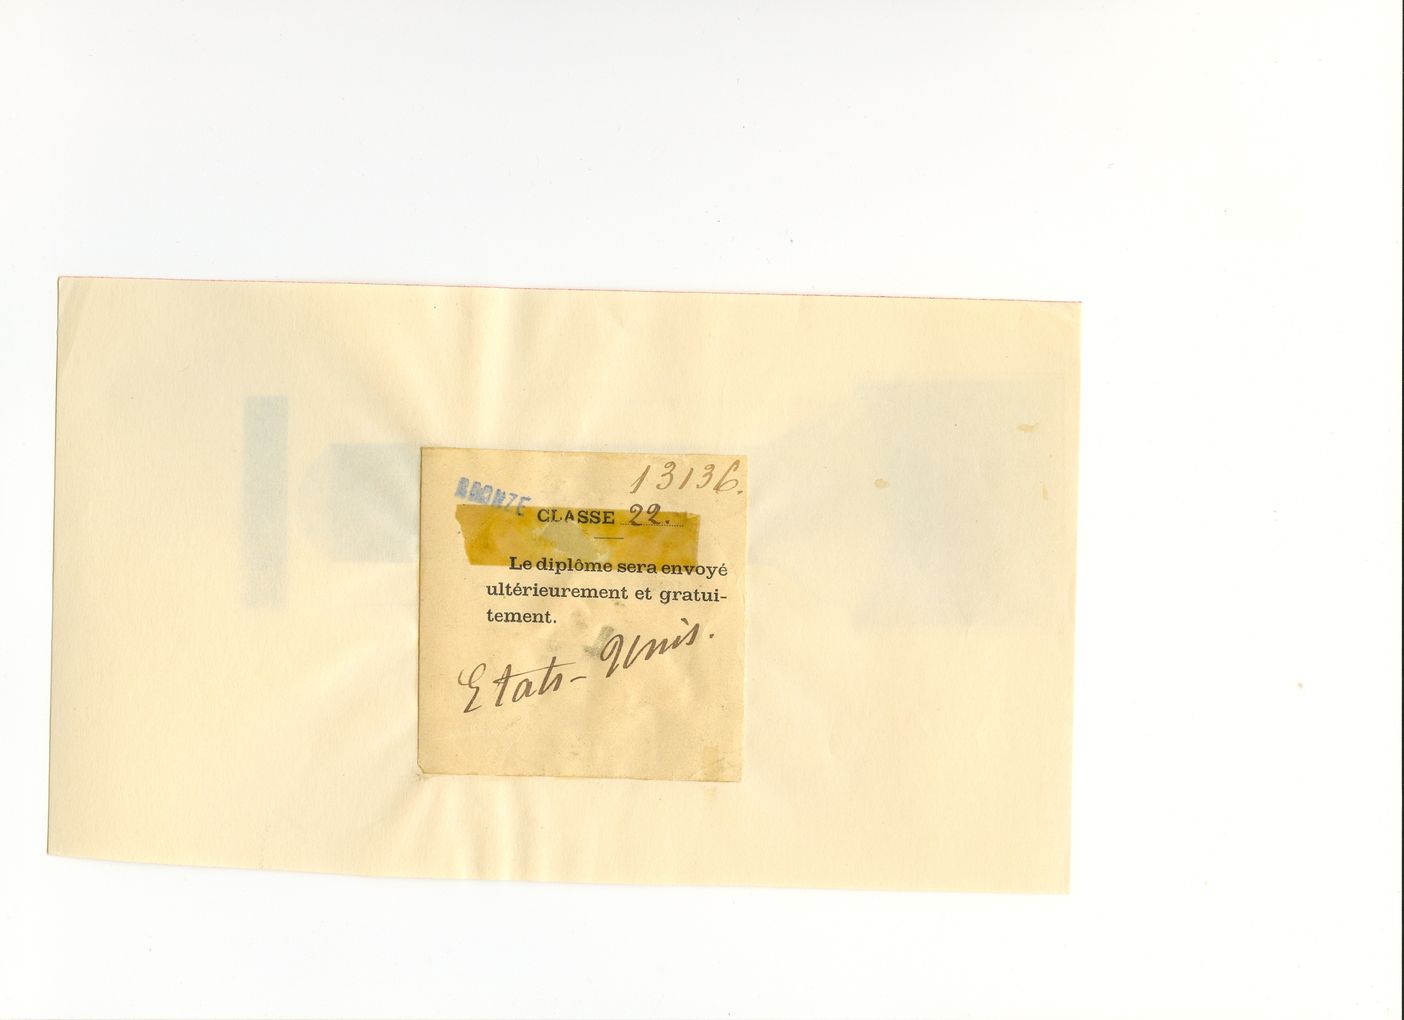 13136.
BRONZE
CLASSE 22.
Le diplôme sera envoyé
ultérieurement et gratui-
tement.
Etats-Unis.